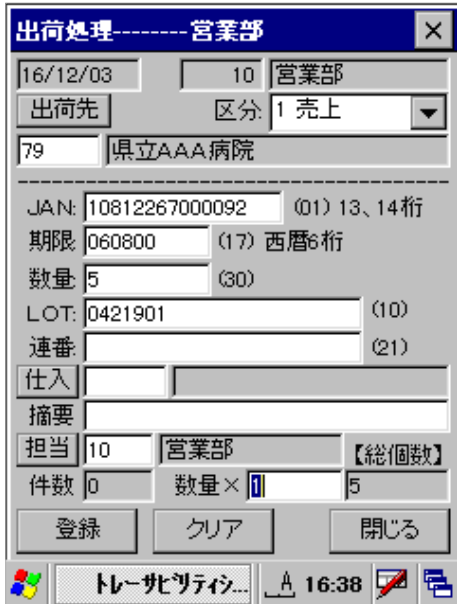 出荷処理--------営業部
16/12/03 10 営業部
出荷先 区分: 1 売上
79 県立AAA病院
JAN: 10812267000092 (01) 13、14桁
期限: 060800 (17) 西暦6桁
数量: 5 (30)
LOT: 0421901 (10)
連番: (21)
仕入
摘要
担当 10 営業部 【総個数】
件数 0 数量× 1 5
登録 クリア 閉じる
トレーサビリティシ... A 16:38